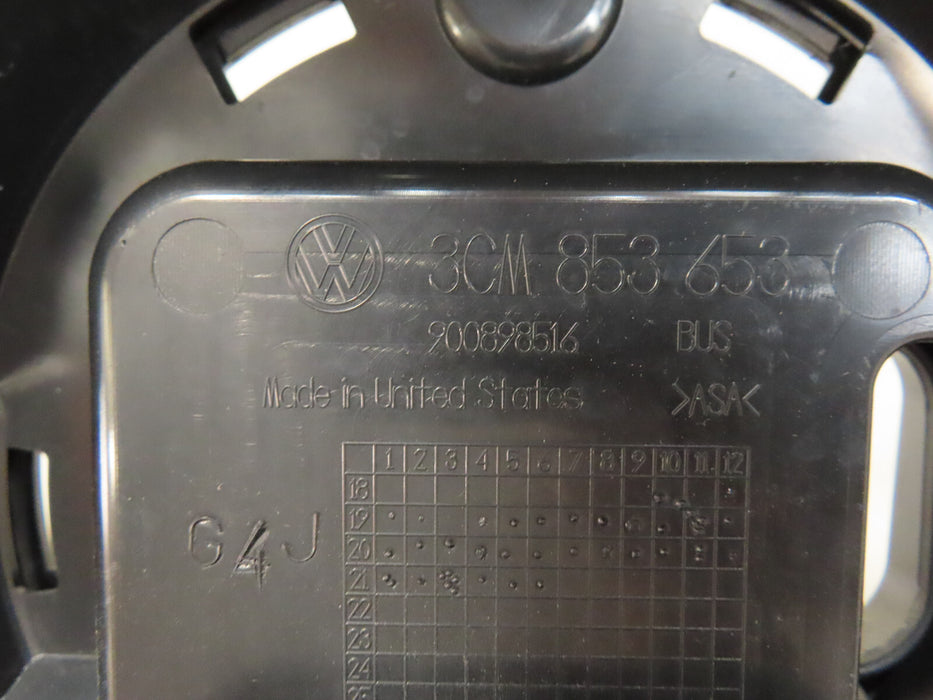 VW 3CM 853 653
900898516 BUS
Made in United States >ASA<
1 2 3 4 5 6 7 8 9 10 11 12
18
19
G4J
20
21
22
23
24